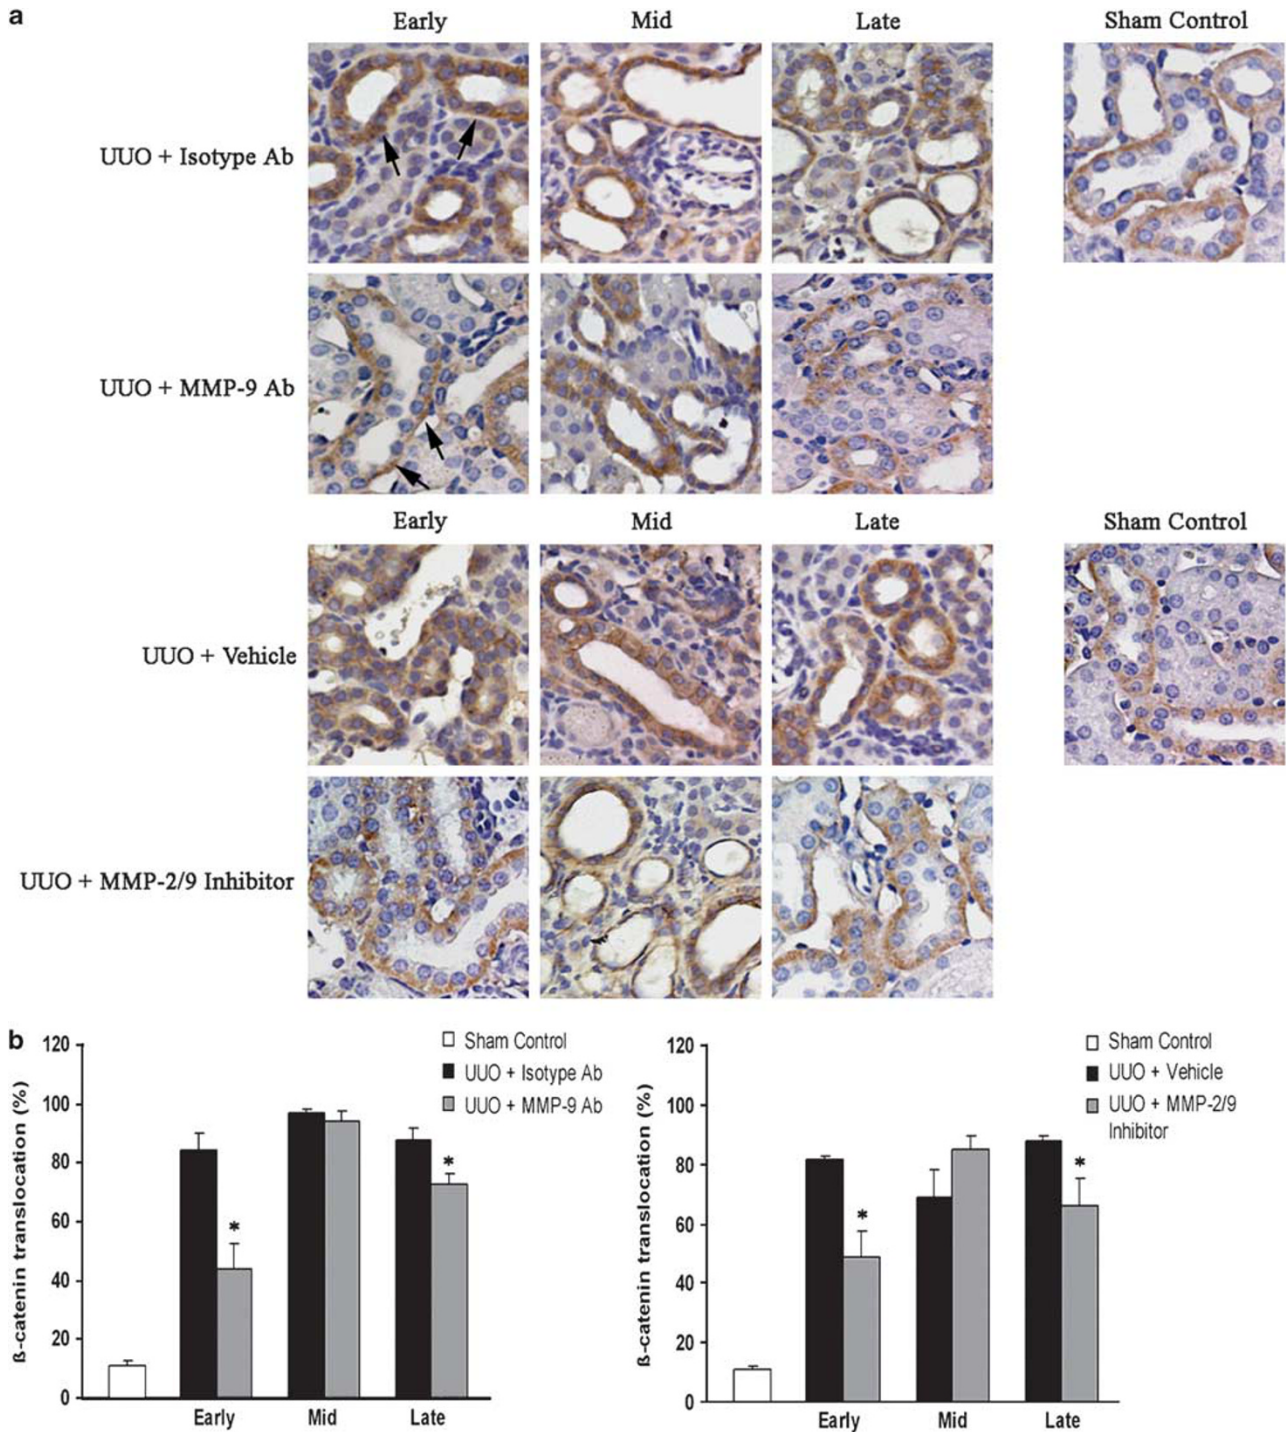 a
Early Mid Late Sham Control
UUO + Isotype Ab
UUO + MMP-9 Ab
Early Mid Late Sham Control
UUO + Vehicle
UUO + MMP-2/9 Inhibitor
b
120
100
80
60
40
20
0
ß-catenin translocation (%)
Sham Control
UUO + Isotype Ab
UUO + MMP-9 Ab
*
*
Early Mid Late
120
100
80
60
40
20
0
ß-catenin translocation (%)
Sham Control
UUO + Vehicle
UUO + MMP-2/9
Inhibitor
*
*
Early Mid Late